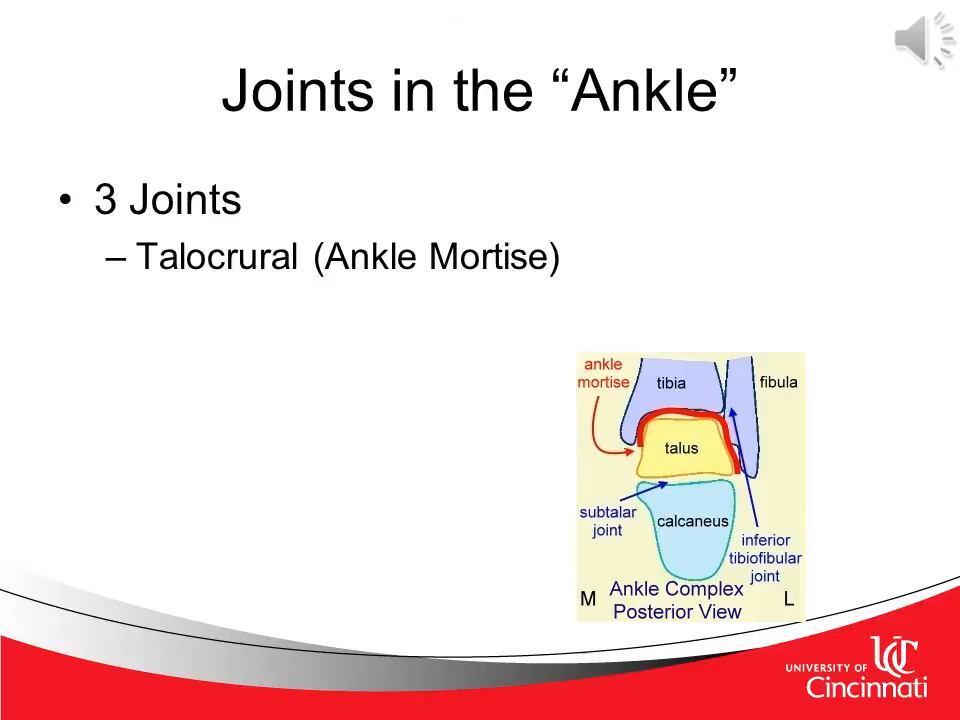 Joints in the “Ankle”
• 3 Joints
– Talocrural (Ankle Mortise)
ankle
mortise
tibia
fibula
talus
subtalar
joint
calcaneus
inferior
tibiofibular
joint
M
Ankle Complex
Posterior View
L
UNIVERSITY OF
UC
Cincinnati